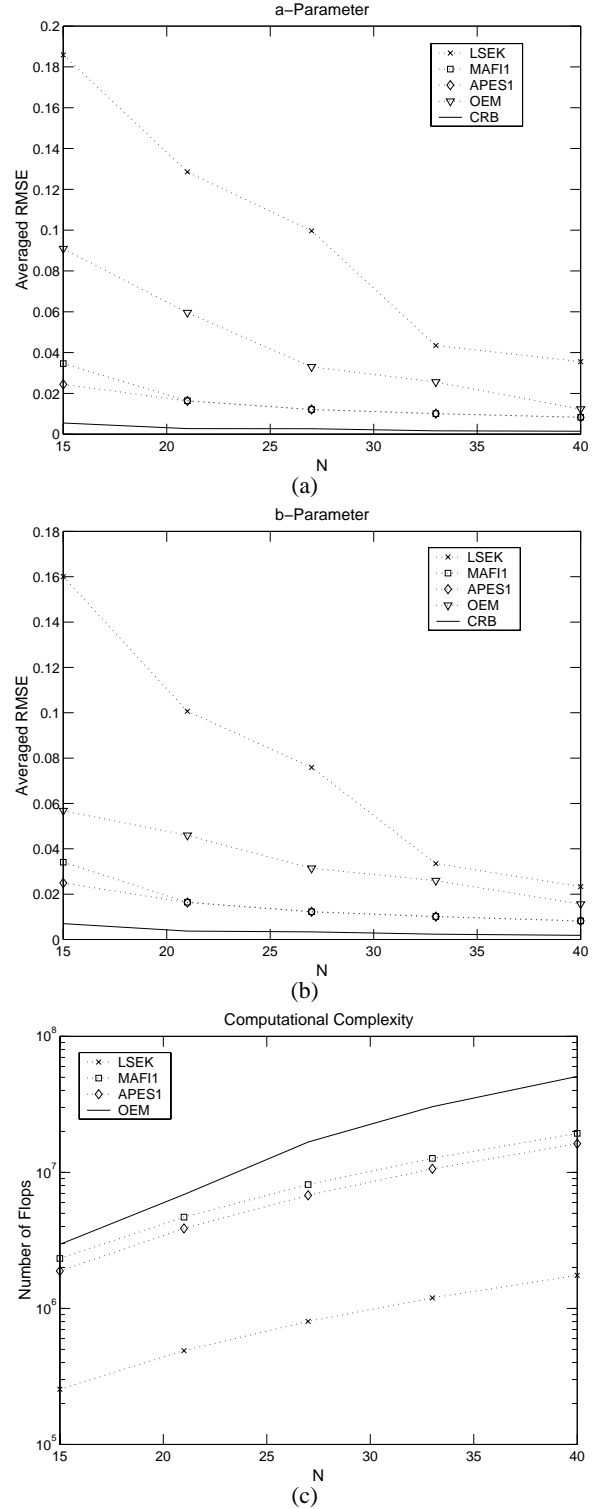 a−Parameter
0.2
0.18
0.16
0.14
0.12
0.1
0.08
0.06
0.04
0.02
0
Averaged RMSE
LSEK
MAFI1
APES1
OEM
CRB
15 20 25 30 35 40
N
(a)
b−Parameter
0.18
0.16
0.14
0.12
0.1
0.08
0.06
0.04
0.02
0
Averaged RMSE
LSEK
MAFI1
APES1
OEM
CRB
15 20 25 30 35 40
N
(b)
Computational Complexity
10^8
10^7
10^6
10^5
Number of Flops
LSEK
MAFI1
APES1
OEM
15 20 25 30 35 40
N
(c)